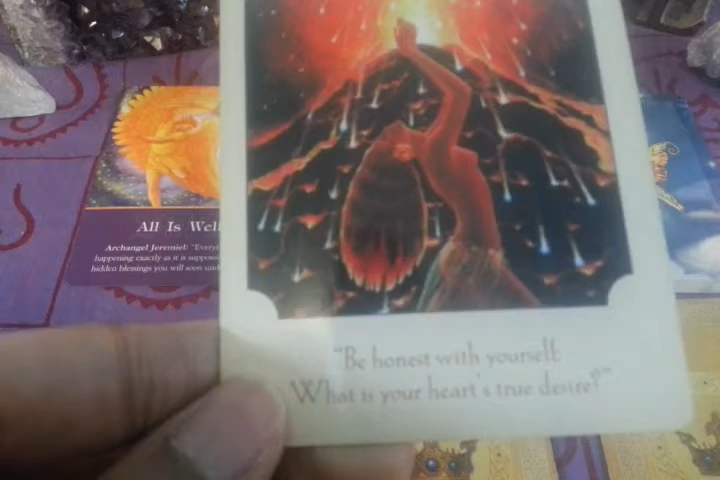 All Is Well
Archangel Jeremiel: "Every
happening exactly as it is suppos
hidden blessings you will soon und
"Be honest with yourself:
What is your heart's true desire?"